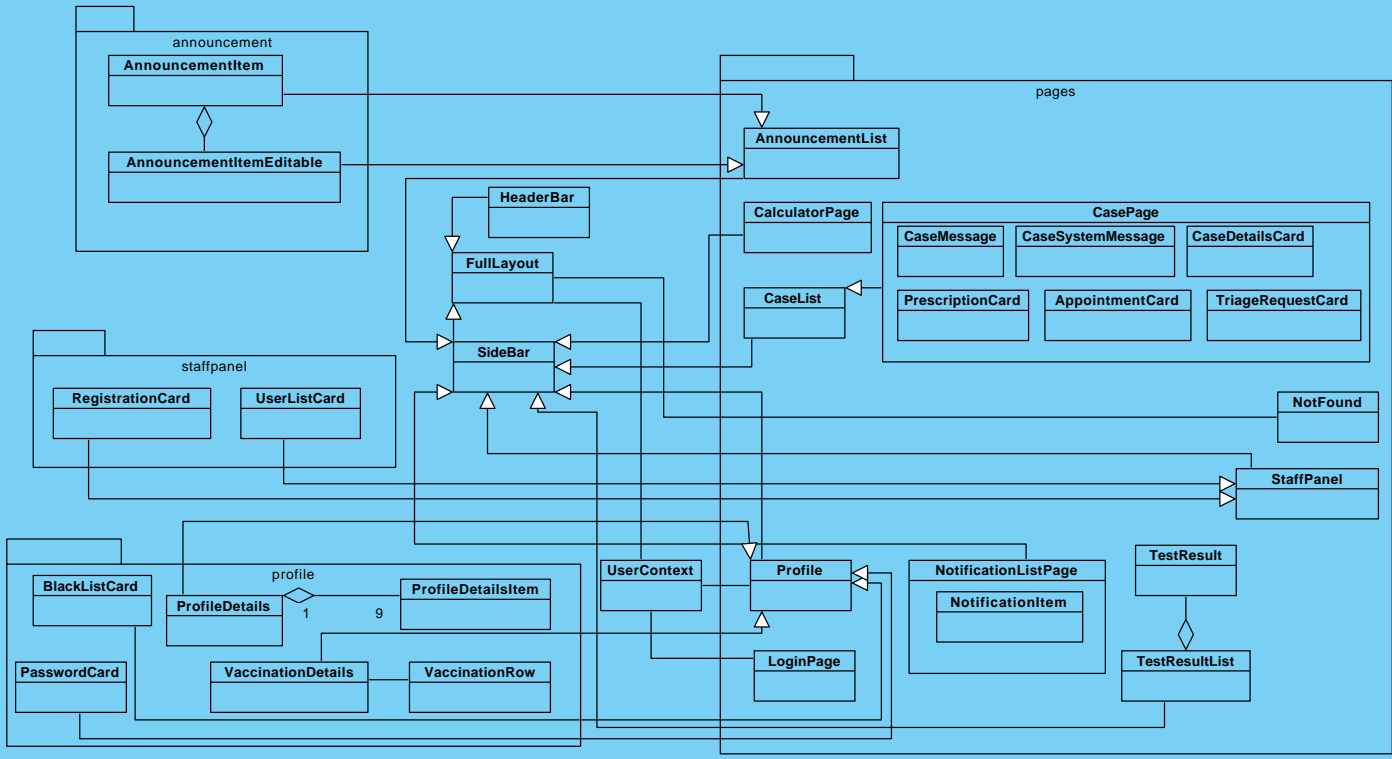 announcement
AnnouncementItem
AnnouncementItemEditable
pages
AnnouncementList
HeaderBar
CalculatorPage
CasePage
CaseMessage
CaseSystemMessage
CaseDetailsCard
FullLayout
CaseList
PrescriptionCard
AppointmentCard
TriageRequestCard
SideBar
staffpanel
RegistrationCard
UserListCard
NotFound
StaffPanel
profile
BlackListCard
ProfileDetails
1
9
ProfileDetailsItem
PasswordCard
VaccinationDetails
VaccinationRow
UserContext
Profile
LoginPage
NotificationListPage
NotificationItem
TestResult
TestResultList